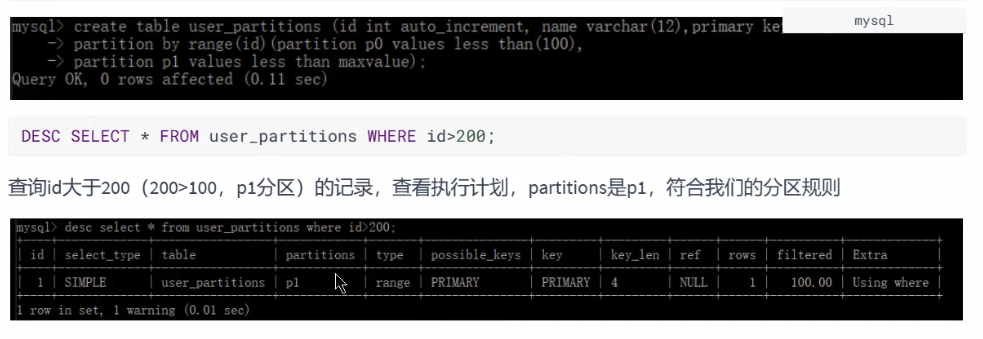 mysql> create table user_partitions (id int auto_increment, name varchar(12),primary ke
mysql
-> partition by range(id)(partition p0 values less than(100),
-> partition p1 values less than maxvalue);
Query OK, 0 rows affected (0.11 sec)
DESC SELECT * FROM user_partitions WHERE id>200;
查询id大于200（200>100，p1分区）的记录，查看执行计划，partitions是p1，符合我们的分区规则
mysql> desc select * from user_partitions where id>200;
| id | select_type | table | partitions | type | possible_keys | key | key_len | ref | rows | filtered | Extra |
| 1 | SIMPLE | user_partitions | p1 | range | PRIMARY | PRIMARY | 4 | NULL | 1 | 100.00 | Using where |
1 row in set, 1 warning (0.01 sec)